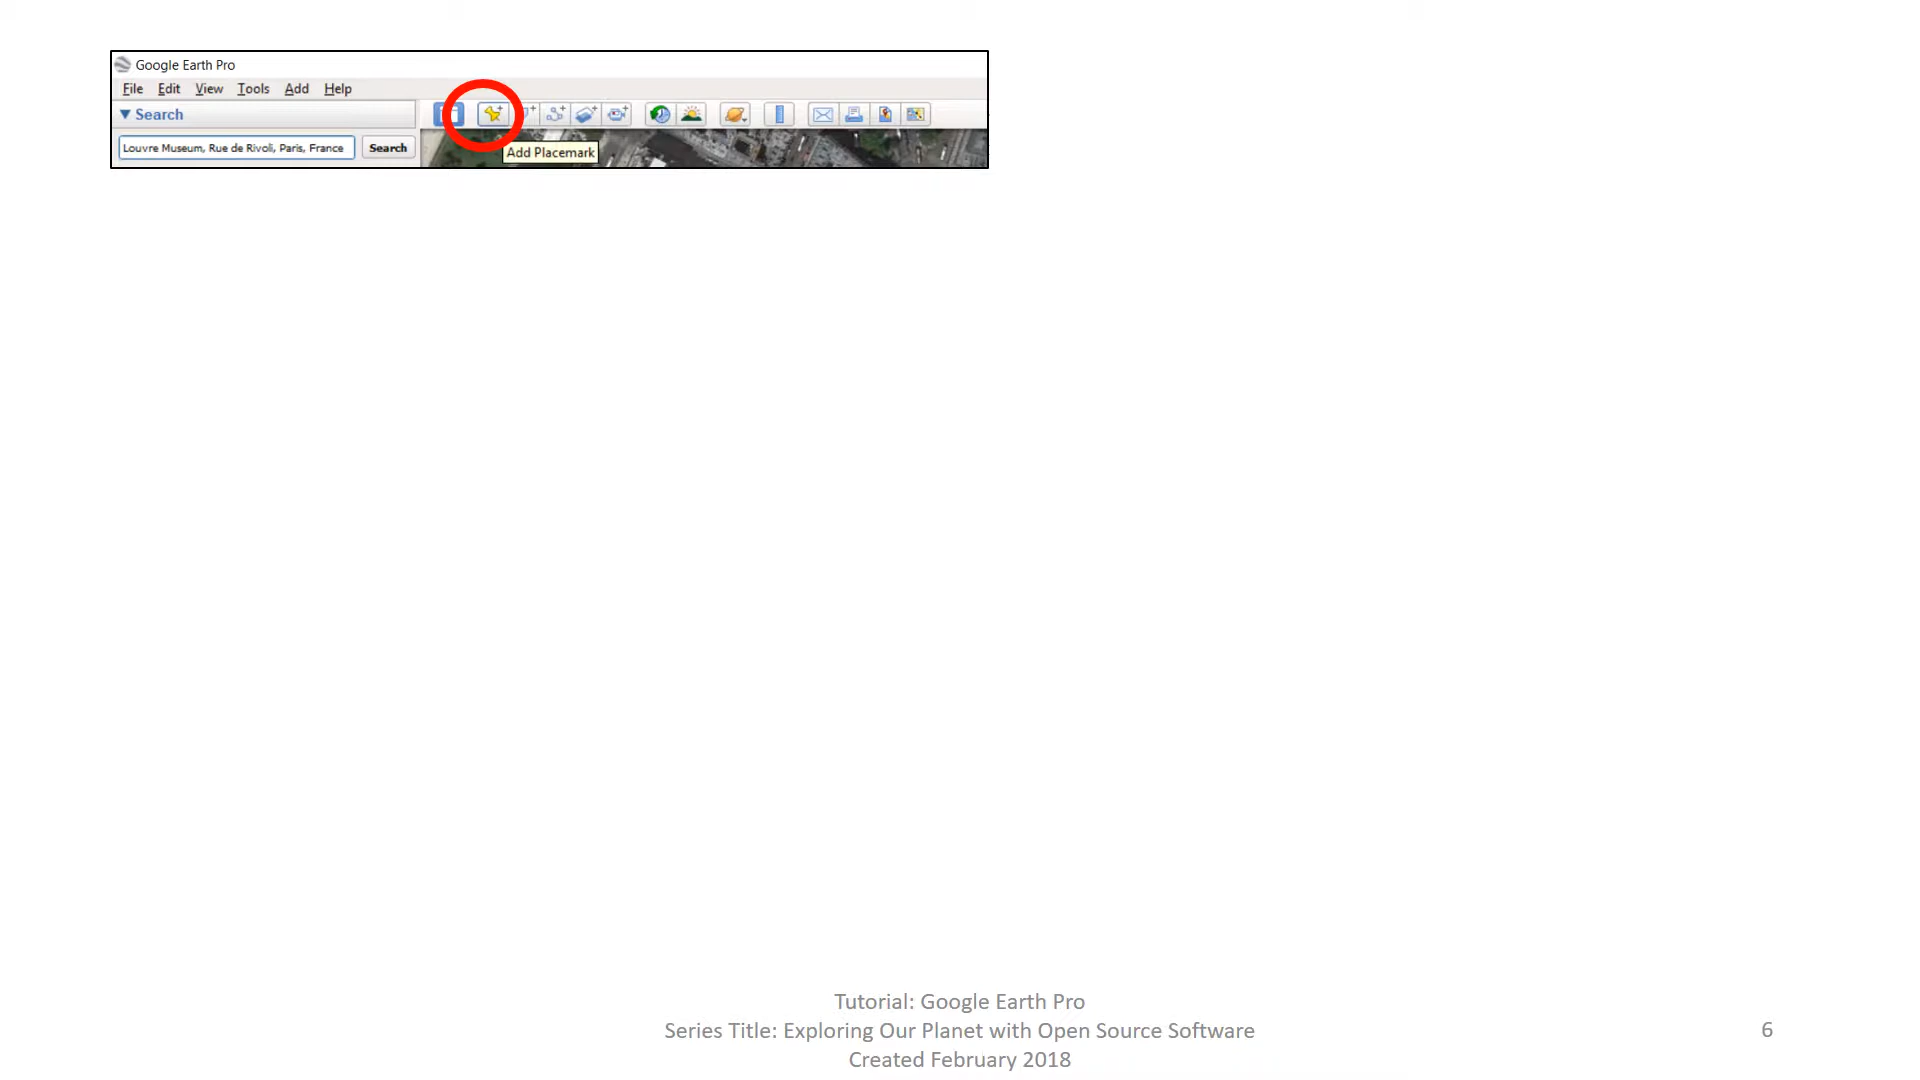 Google Earth Pro
File Edit View Tools Add Help
Search
Louvre Museum, Rue de Rivoli, Paris, France Search
Add Placemark
Tutorial: Google Earth Pro
Series Title: Exploring Our Planet with Open Source Software
Created February 2018
6